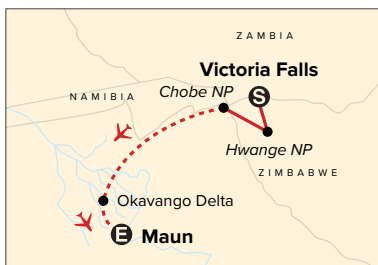 ZAMBIA
Victoria Falls
Chobe NP
S
NAMIBIA
Hwange NP
ZIMBABWE
Okavango Delta
E
Maun